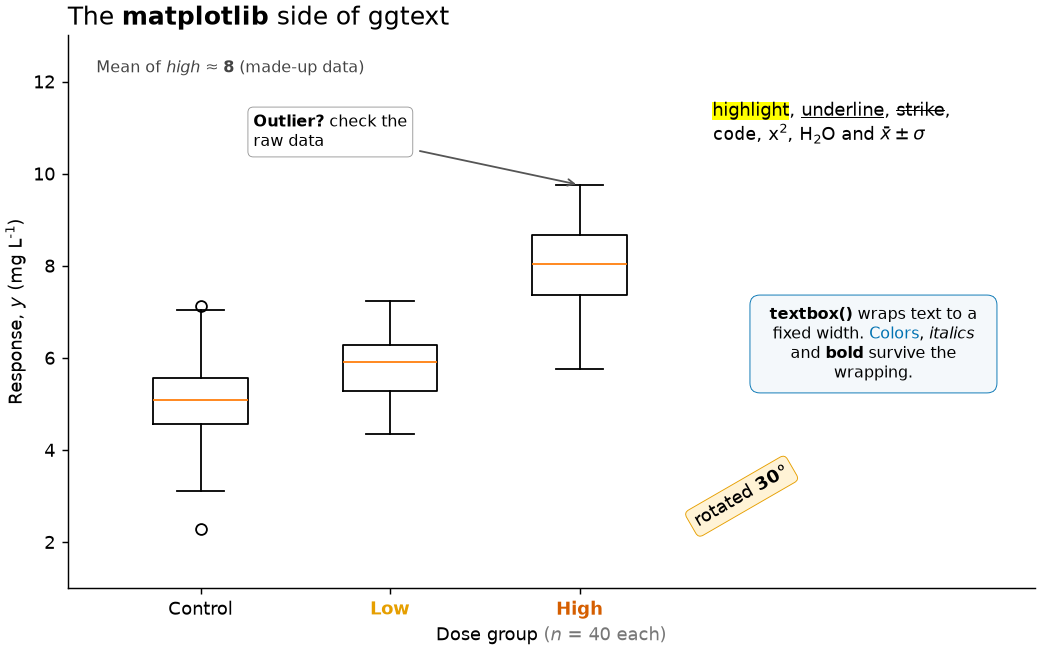 The matplotlib side of ggtext
Mean of high ≈ 8 (made-up data)
Outlier? check the
raw data
highlight, underline, strike,
code, x², H₂O and x̄ ± σ
textbox() wraps text to a
fixed width. Colors, italics
and bold survive the
wrapping.
rotated 30°
Response, y (mg L⁻¹)
12
10
8
6
4
2
Control Low High
Dose group (n = 40 each)